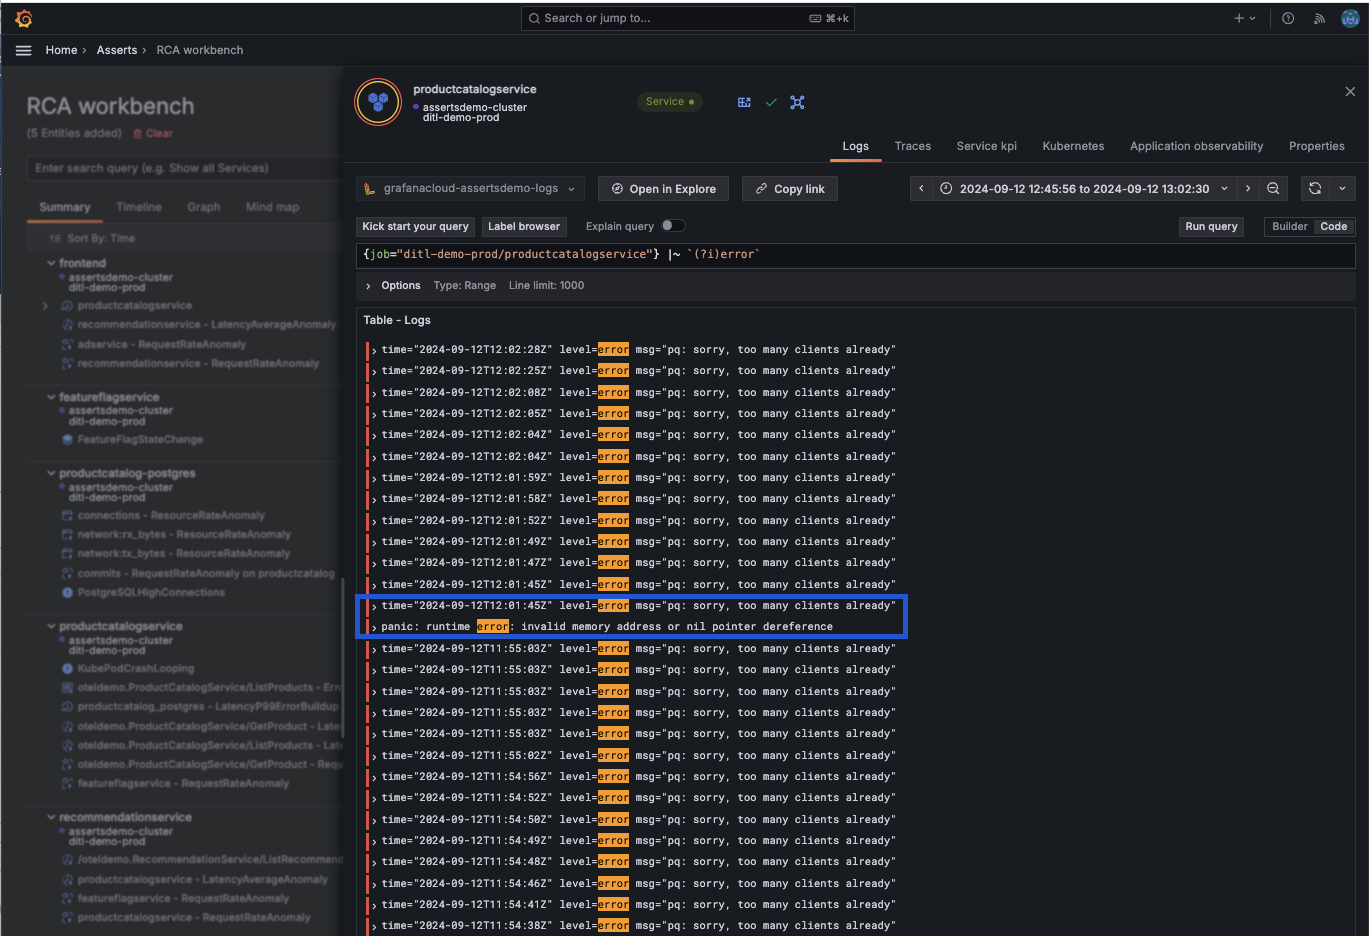 Search or jump to...
⌘+k
Home › Asserts › RCA workbench
RCA workbench
(5 Entities added) Clear
Enter search query (e.g. Show all Services)
Summary Timeline Graph Mind map
Sort By: Time
frontend
assertsdemo-cluster
ditl-demo-prod
productcatalogservice
recommendationservice - LatencyAverageAnomaly
adservice - RequestRateAnomaly
recommendationservice - RequestRateAnomaly
featureflagservice
assertsdemo-cluster
ditl-demo-prod
FeatureFlagStateChange
productcatalog-postgres
assertsdemo-cluster
ditl-demo-prod
connections - ResourceRateAnomaly
network:rx_bytes - ResourceRateAnomaly
network:tx_bytes - ResourceRateAnomaly
commits - RequestRateAnomaly on productcatalog
PostgreSQLHighConnections
productcatalogservice
assertsdemo-cluster
ditl-demo-prod
KubePodCrashLooping
oteldemo.ProductCatalogService/ListProducts - Err
productcatalog_postgres - LatencyP99ErrorBuildup
oteldemo.ProductCatalogService/GetProduct - Late
oteldemo.ProductCatalogService/ListProducts - Lat
oteldemo.ProductCatalogService/GetProduct - Requ
featureflagservice - RequestRateAnomaly
recommendationservice
assertsdemo-cluster
ditl-demo-prod
/oteldemo.RecommendationService/ListRecommend
productcatalogservice - LatencyAverageAnomaly
featureflagservice - RequestRateAnomaly
productcatalogservice - RequestRateAnomaly
productcatalogservice
assertsdemo-cluster
ditl-demo-prod
Service
Logs Traces Service kpi Kubernetes Application observability Properties
grafanacloud-assertsdemo-logs Open in Explore Copy link 2024-09-12 12:45:56 to 2024-09-12 13:02:30
Kick start your query Label browser Explain query Run query Builder Code
{job="ditl-demo-prod/productcatalogservice"} |~ `(?i)error`
Options Type: Range Line limit: 1000
Table - Logs
time="2024-09-12T12:02:28Z" level=error msg="pq: sorry, too many clients already"
time="2024-09-12T12:02:25Z" level=error msg="pq: sorry, too many clients already"
time="2024-09-12T12:02:08Z" level=error msg="pq: sorry, too many clients already"
time="2024-09-12T12:02:05Z" level=error msg="pq: sorry, too many clients already"
time="2024-09-12T12:02:04Z" level=error msg="pq: sorry, too many clients already"
time="2024-09-12T12:02:04Z" level=error msg="pq: sorry, too many clients already"
time="2024-09-12T12:01:59Z" level=error msg="pq: sorry, too many clients already"
time="2024-09-12T12:01:58Z" level=error msg="pq: sorry, too many clients already"
time="2024-09-12T12:01:52Z" level=error msg="pq: sorry, too many clients already"
time="2024-09-12T12:01:49Z" level=error msg="pq: sorry, too many clients already"
time="2024-09-12T12:01:47Z" level=error msg="pq: sorry, too many clients already"
time="2024-09-12T12:01:45Z" level=error msg="pq: sorry, too many clients already"
time="2024-09-12T12:01:45Z" level=error msg="pq: sorry, too many clients already"
panic: runtime error: invalid memory address or nil pointer dereference
time="2024-09-12T11:55:03Z" level=error msg="pq: sorry, too many clients already"
time="2024-09-12T11:55:03Z" level=error msg="pq: sorry, too many clients already"
time="2024-09-12T11:55:03Z" level=error msg="pq: sorry, too many clients already"
time="2024-09-12T11:55:03Z" level=error msg="pq: sorry, too many clients already"
time="2024-09-12T11:55:03Z" level=error msg="pq: sorry, too many clients already"
time="2024-09-12T11:55:02Z" level=error msg="pq: sorry, too many clients already"
time="2024-09-12T11:54:56Z" level=error msg="pq: sorry, too many clients already"
time="2024-09-12T11:54:52Z" level=error msg="pq: sorry, too many clients already"
time="2024-09-12T11:54:50Z" level=error msg="pq: sorry, too many clients already"
time="2024-09-12T11:54:49Z" level=error msg="pq: sorry, too many clients already"
time="2024-09-12T11:54:48Z" level=error msg="pq: sorry, too many clients already"
time="2024-09-12T11:54:46Z" level=error msg="pq: sorry, too many clients already"
time="2024-09-12T11:54:41Z" level=error msg="pq: sorry, too many clients already"
time="2024-09-12T11:54:38Z" level=error msg="pq: sorry, too many clients already"